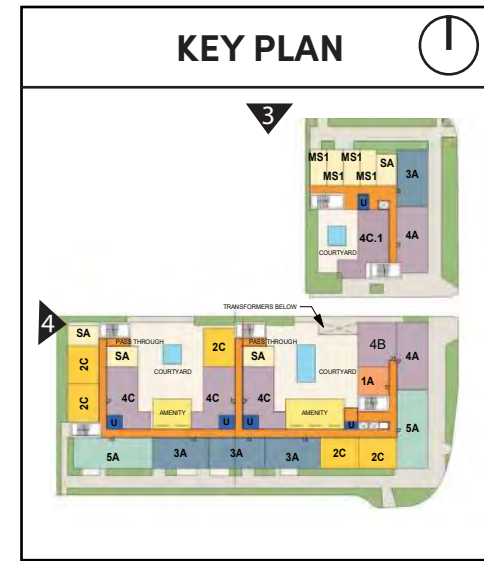 KEY PLAN
3
MS1 MS1 SA
MS1 MS1
3A
U
4C.1
4A
COURTYARD
TRANSFORMERS BELOW
4
SA
PASS THROUGH
2C
PASS THROUGH
4B
4A
SA
SA
2C
COURTYARD
COURTYARD
1A
4C
4C
4C
2C
AMENITY
AMENITY
U
U
U
U
5A
5A
3A
3A
3A
2C
2C